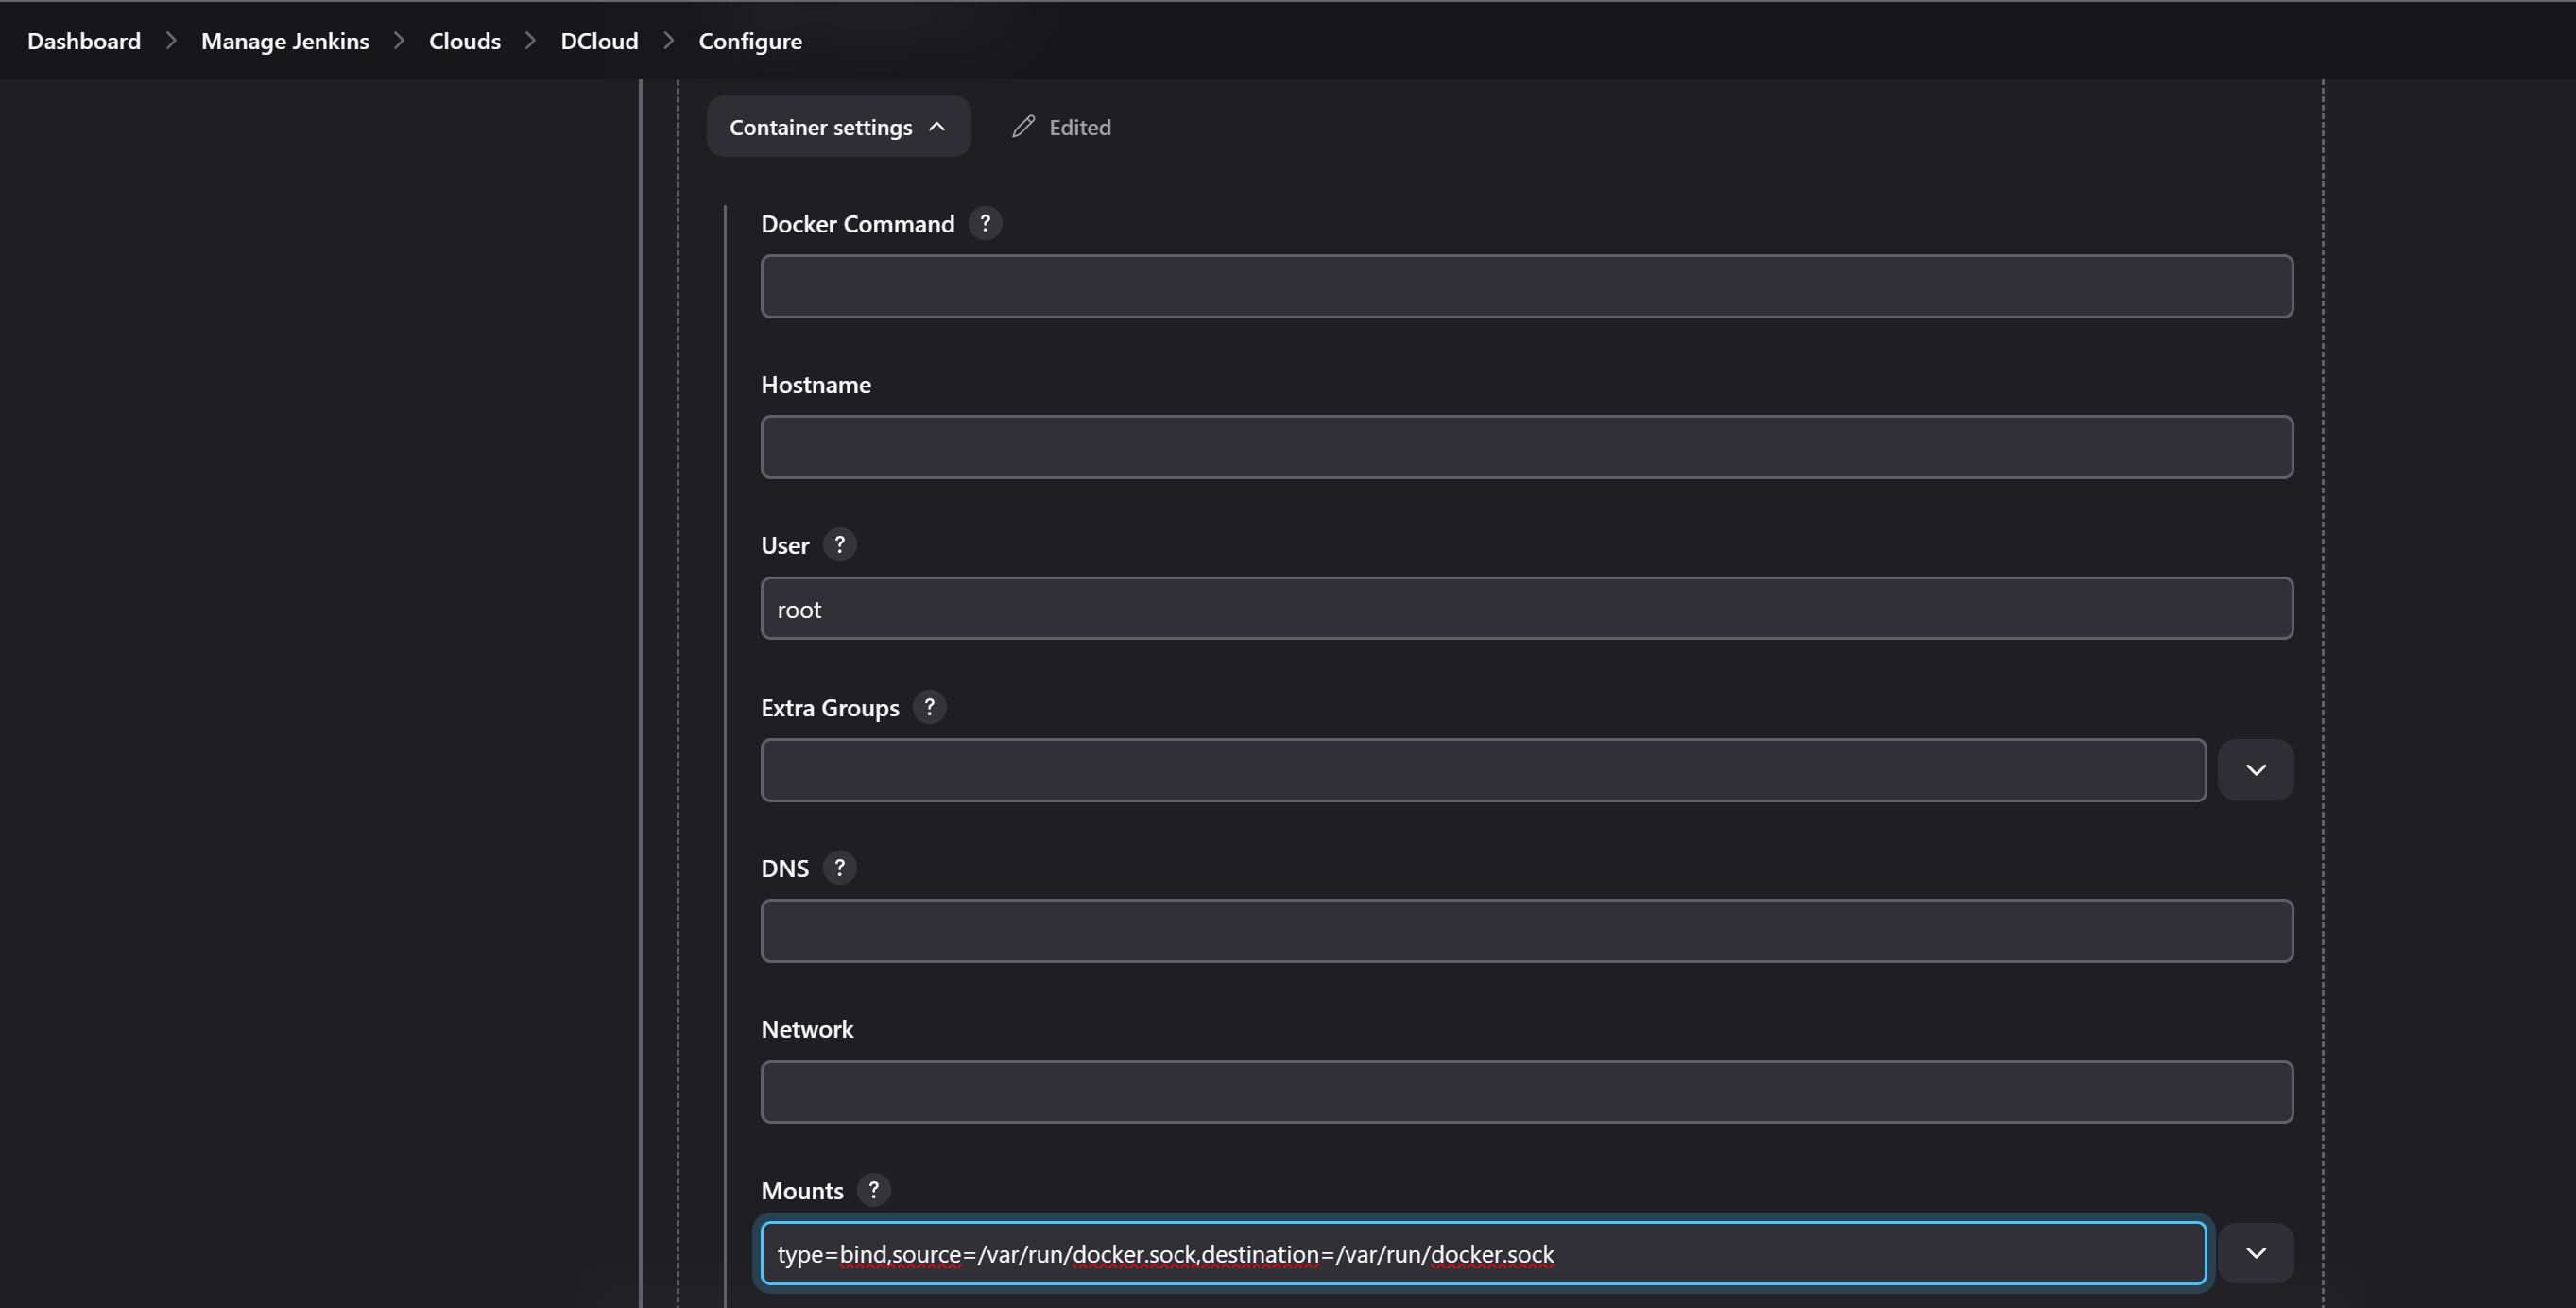 Dashboard > Manage Jenkins > Clouds > DCloud > Configure
Container settings Edited
Docker Command ?
Hostname
User ?
root
Extra Groups ?
DNS ?
Network
Mounts ?
type=bind,source=/var/run/docker.sock,destination=/var/run/docker.sock